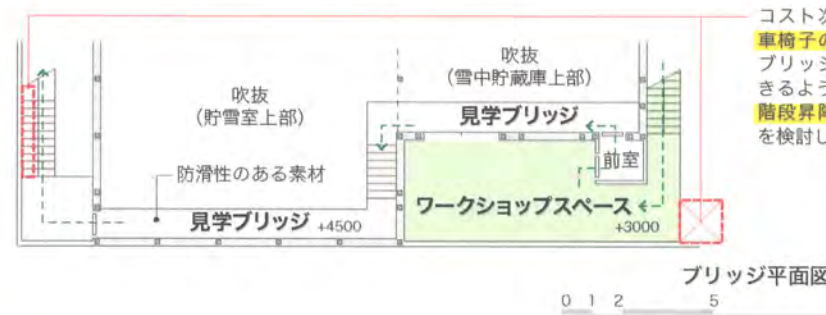 コスト
車椅子の
ブリッジ
きるよう
階段昇降
を検討し
吹抜
(雪中貯蔵庫上部)
吹抜
(貯雪室上部)
見学ブリッジ
前室
防滑性のある素材
ワークショップスペース
見学ブリッジ +4500
+3000
ブリッジ平面図
0 1 2 5